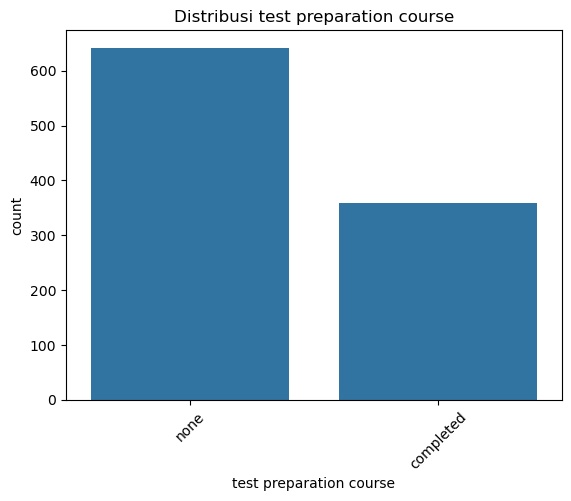 Distribusi test preparation course
600
500
400
300
200
100
0
count
none
completed
test preparation course